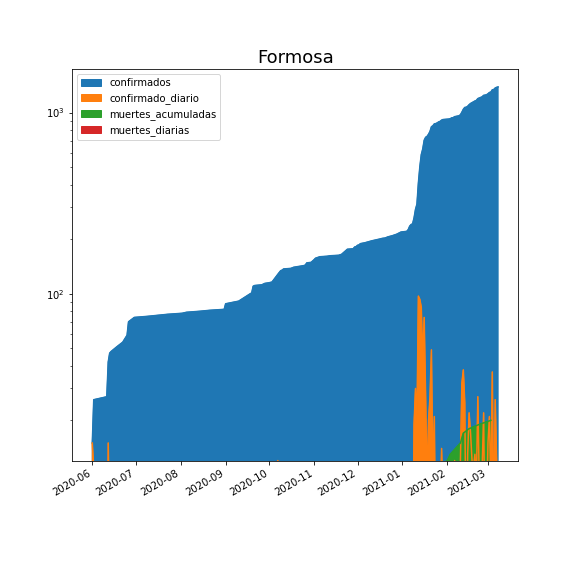 Formosa
confirmados
confirmado_diario
muertes_acumuladas
muertes_diarias
10³
10²
2020-06
2020-07
2020-08
2020-09
2020-10
2020-11
2020-12
2021-01
2021-02
2021-03